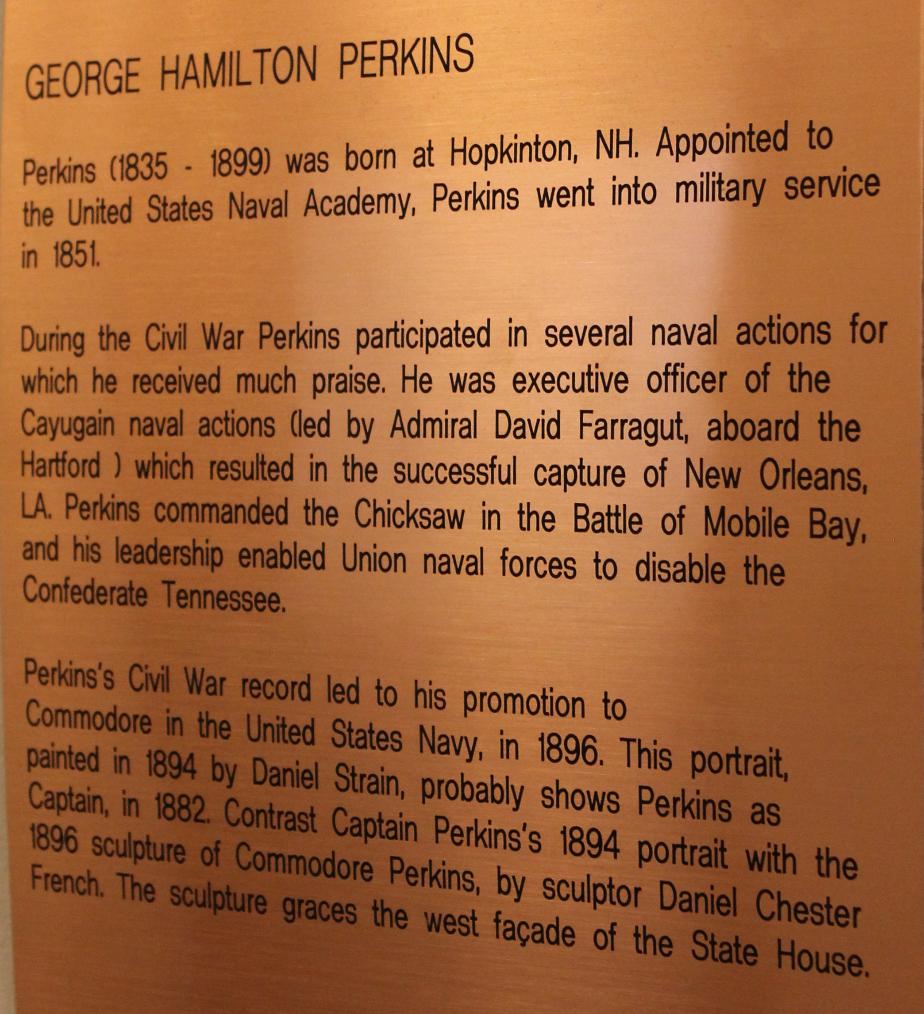 GEORGE HAMILTON PERKINS
Perkins (1835 - 1899) was born at Hopkinton, NH. Appointed to
the United States Naval Academy, Perkins went into military service
in 1851.
During the Civil War Perkins participated in several naval actions for
which he received much praise. He was executive officer of the
Cayugain naval actions (led by Admiral David Farragut, aboard the
Hartford ) which resulted in the successful capture of New Orleans,
LA. Perkins commanded the Chicksaw in the Battle of Mobile Bay,
and his leadership enabled Union naval forces to disable the
Confederate Tennessee.
Perkins's Civil War record led to his promotion to
Commodore in the United States Navy, in 1896. This portrait,
painted in 1894 by Daniel Strain, probably shows Perkins as
Captain, in 1882. Contrast Captain Perkins's 1894 portrait with the
1896 sculpture of Commodore Perkins, by sculptor Daniel Chester
French. The sculpture graces the west façade of the State House.